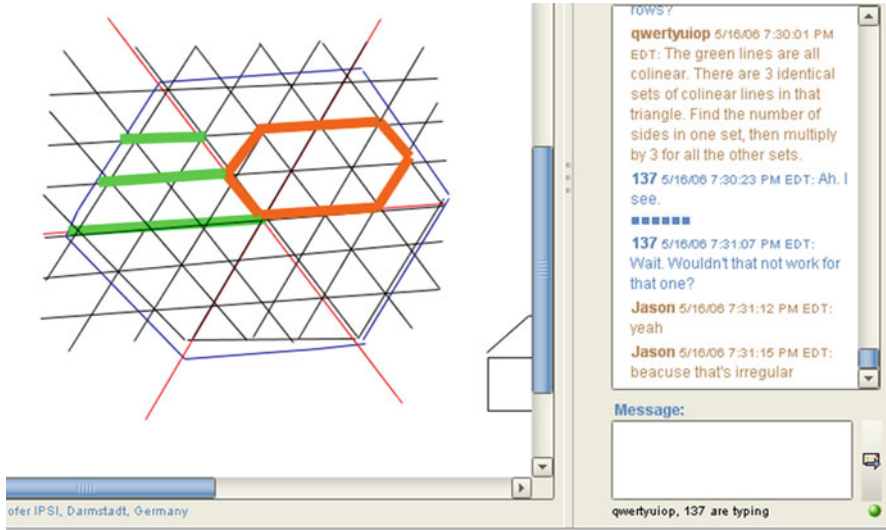 rows?
qwertyuiop 5/16/06 7:30:01 PM
EDT: The green lines are all
colinear. There are 3 identical
sets of colinear lines in that
triangle. Find the number of
sides in one set, then multiply
by 3 for all the other sets.
137 5/16/06 7:30:23 PM EDT: Ah. I
see.
137 5/16/06 7:31:07 PM EDT:
Wait. Wouldn't that not work for
that one?
Jason 5/16/06 7:31:12 PM EDT:
yeah
Jason 5/16/06 7:31:15 PM EDT:
beacuse that's irregular
Message:
ofer IPSI, Darmstadt, Germany
qwertyuiop, 137 are typing